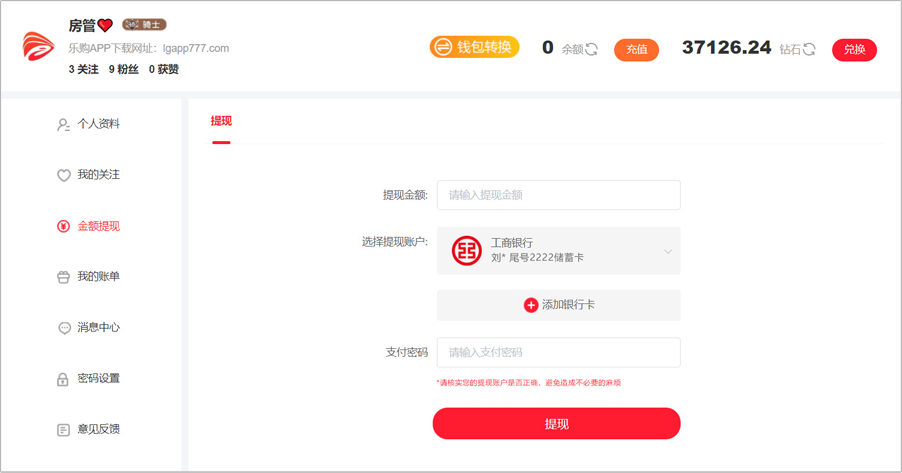 房管 骑士
乐购APP下载网址：lgapp777.com
3 关注 9 粉丝 0 获赞
钱包转换 0 余额 充值 37126.24 钻石 兑换
个人资料
我的关注
金额提现
我的账单
消息中心
密码设置
意见反馈
提现
提现金额: 请输入提现金额
选择提现账户: 工商银行
刘* 尾号2222储蓄卡
添加银行卡
支付密码 请输入支付密码
*请核实您的提现账户是否正确，避免造成不必要的麻烦
提现